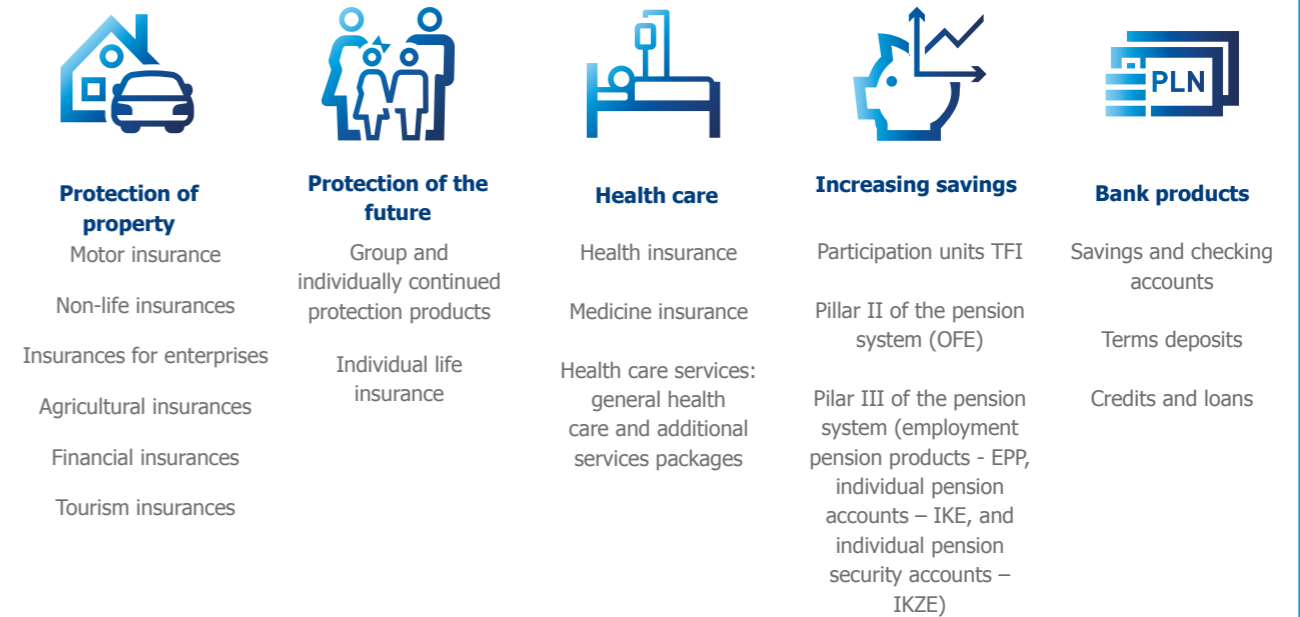 PLN
Protection of
property
Motor insurance
Non-life insurances
Insurances for enterprises
Agricultural insurances
Financial insurances
Tourism insurances
Protection of the
future
Group and
individually continued
protection products
Individual life
insurance
Health care
Health insurance
Medicine insurance
Health care services:
general health
care and additional
services packages
Increasing savings
Participation units TFI
Pillar II of the pension
system (OFE)
Pilar III of the pension
system (employment
pension products - EPP,
individual pension
accounts – IKE, and
individual pension
security accounts –
IKZE)
Bank products
Savings and checking
accounts
Terms deposits
Credits and loans